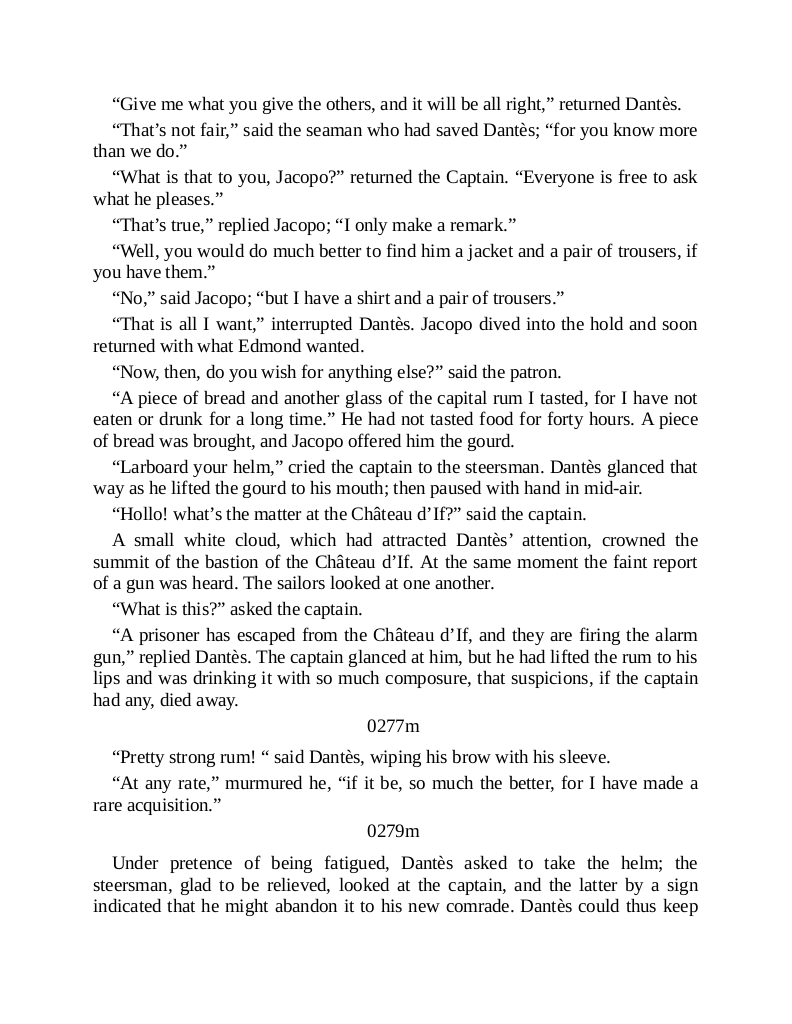 “Give me what you give the others, and it will be all right,” returned Dantès.
“That’s not fair,” said the seaman who had saved Dantès; “for you know more
than we do.”
“What is that to you, Jacopo?” returned the Captain. “Everyone is free to ask
what he pleases.”
“That’s true,” replied Jacopo; “I only make a remark.”
“Well, you would do much better to find him a jacket and a pair of trousers, if
you have them.”
“No,” said Jacopo; “but I have a shirt and a pair of trousers.”
“That is all I want,” interrupted Dantès. Jacopo dived into the hold and soon
returned with what Edmond wanted.
“Now, then, do you wish for anything else?” said the patron.
“A piece of bread and another glass of the capital rum I tasted, for I have not
eaten or drunk for a long time.” He had not tasted food for forty hours. A piece
of bread was brought, and Jacopo offered him the gourd.
“Larboard your helm,” cried the captain to the steersman. Dantès glanced that
way as he lifted the gourd to his mouth; then paused with hand in mid-air.
“Hollo! what’s the matter at the Château d’If?” said the captain.
A small white cloud, which had attracted Dantès’ attention, crowned the
summit of the bastion of the Château d’If. At the same moment the faint report
of a gun was heard. The sailors looked at one another.
“What is this?” asked the captain.
“A prisoner has escaped from the Château d’If, and they are firing the alarm
gun,” replied Dantès. The captain glanced at him, but he had lifted the rum to his
lips and was drinking it with so much composure, that suspicions, if the captain
had any, died away.
0277m
“Pretty strong rum! “ said Dantès, wiping his brow with his sleeve.
“At any rate,” murmured he, “if it be, so much the better, for I have made a
rare acquisition.”
0279m
Under pretence of being fatigued, Dantès asked to take the helm; the
steersman, glad to be relieved, looked at the captain, and the latter by a sign
indicated that he might abandon it to his new comrade. Dantès could thus keep